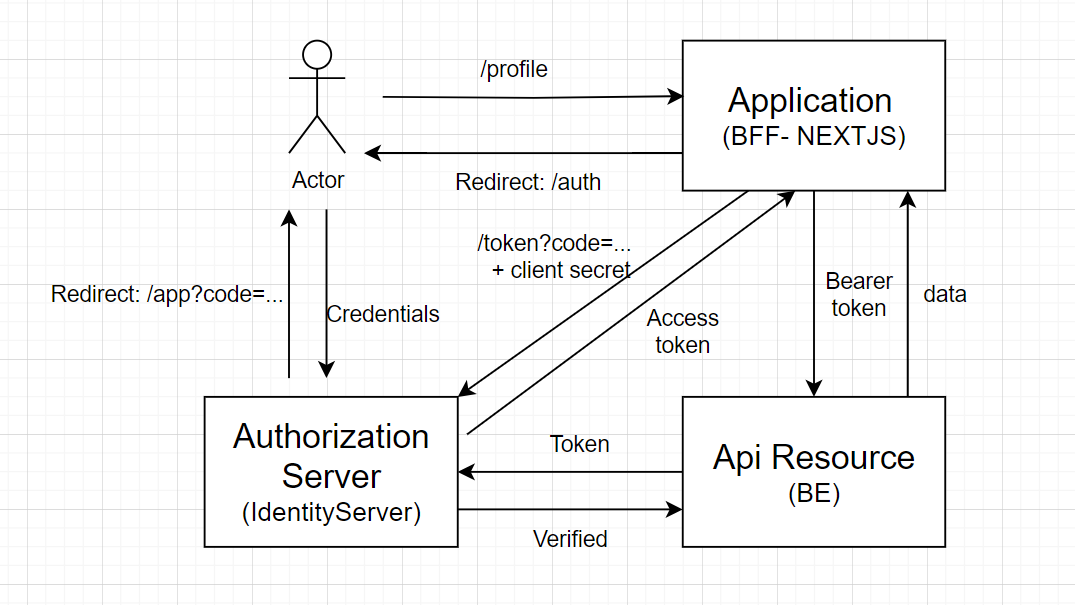 /profile
Application
(BFF- NEXTJS)
Actor
Redirect: /auth
/token?code=...
+ client secret
Redirect: /app?code=...
Credentials
Access
token
Bearer
token
data
Authorization
Server
(IdentityServer)
Token
Verified
Api Resource
(BE)